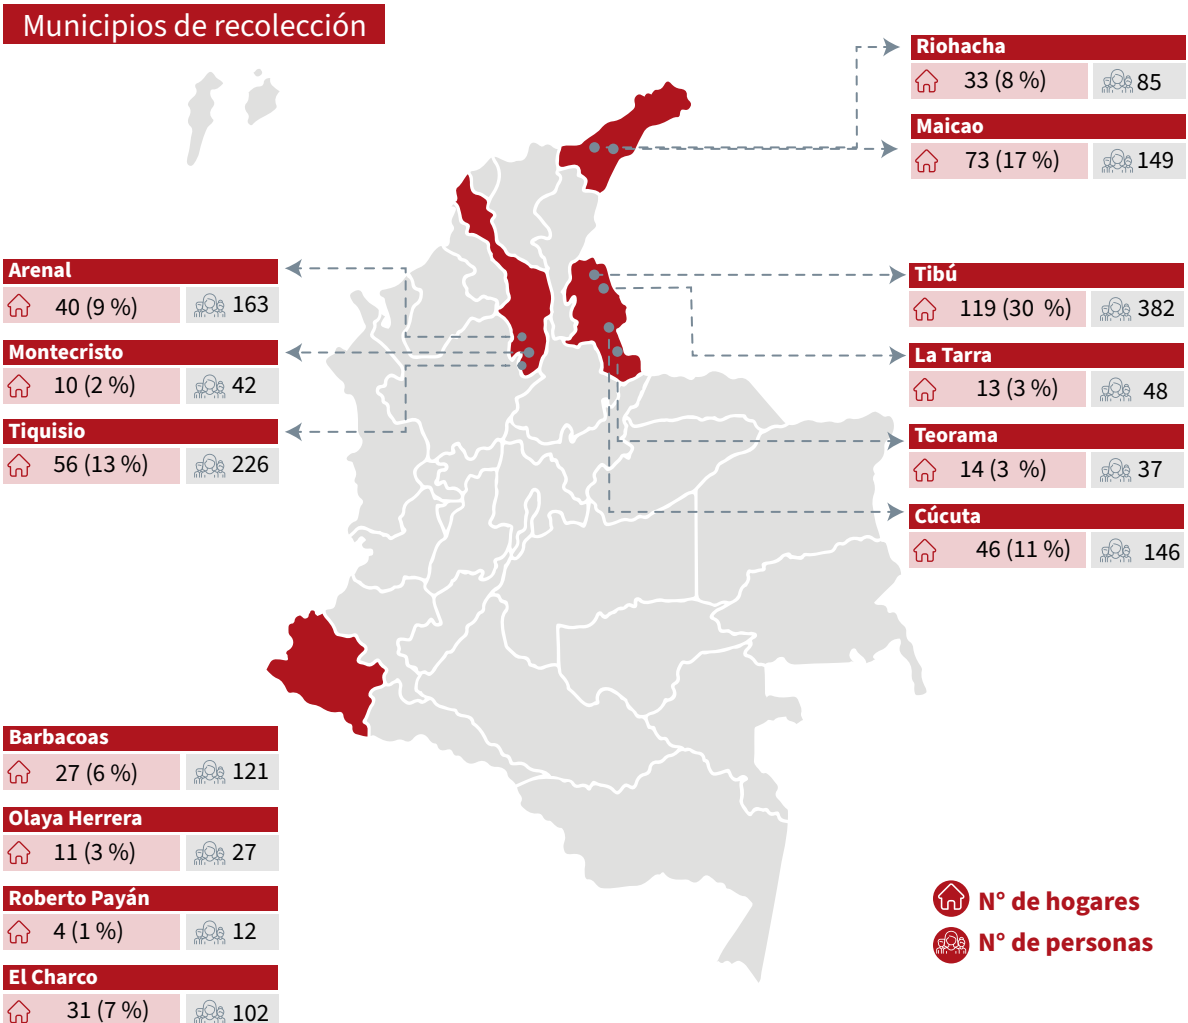 Municipios de recolección
Riohacha
33 (8 %) 85
Maicao
73 (17 %) 149
Arenal
40 (9 %) 163
Montecristo
10 (2 %) 42
Tiquisio
56 (13 %) 226
Tibú
119 (30 %) 382
La Tarra
13 (3 %) 48
Teorama
14 (3 %) 37
Cúcuta
46 (11 %) 146
Barbacoas
27 (6 %) 121
Olaya Herrera
11 (3 %) 27
Roberto Payán
4 (1 %) 12
El Charco
31 (7 %) 102
N° de hogares
N° de personas